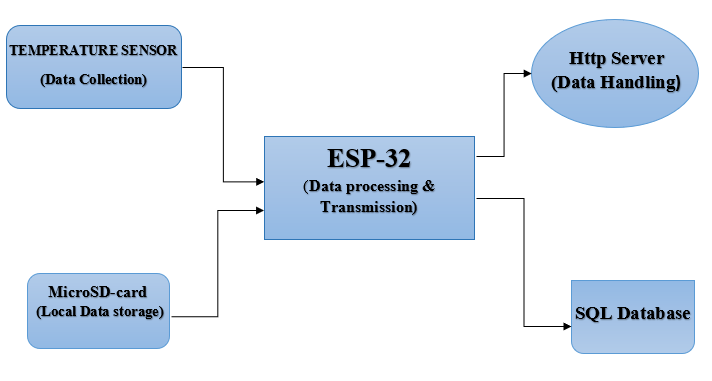 TEMPERATURE SENSOR
(Data Collection)
Http Server
(Data Handling)
ESP-32
(Data processing &
Transmission)
MicroSD-card
(Local Data storage)
SQL Database